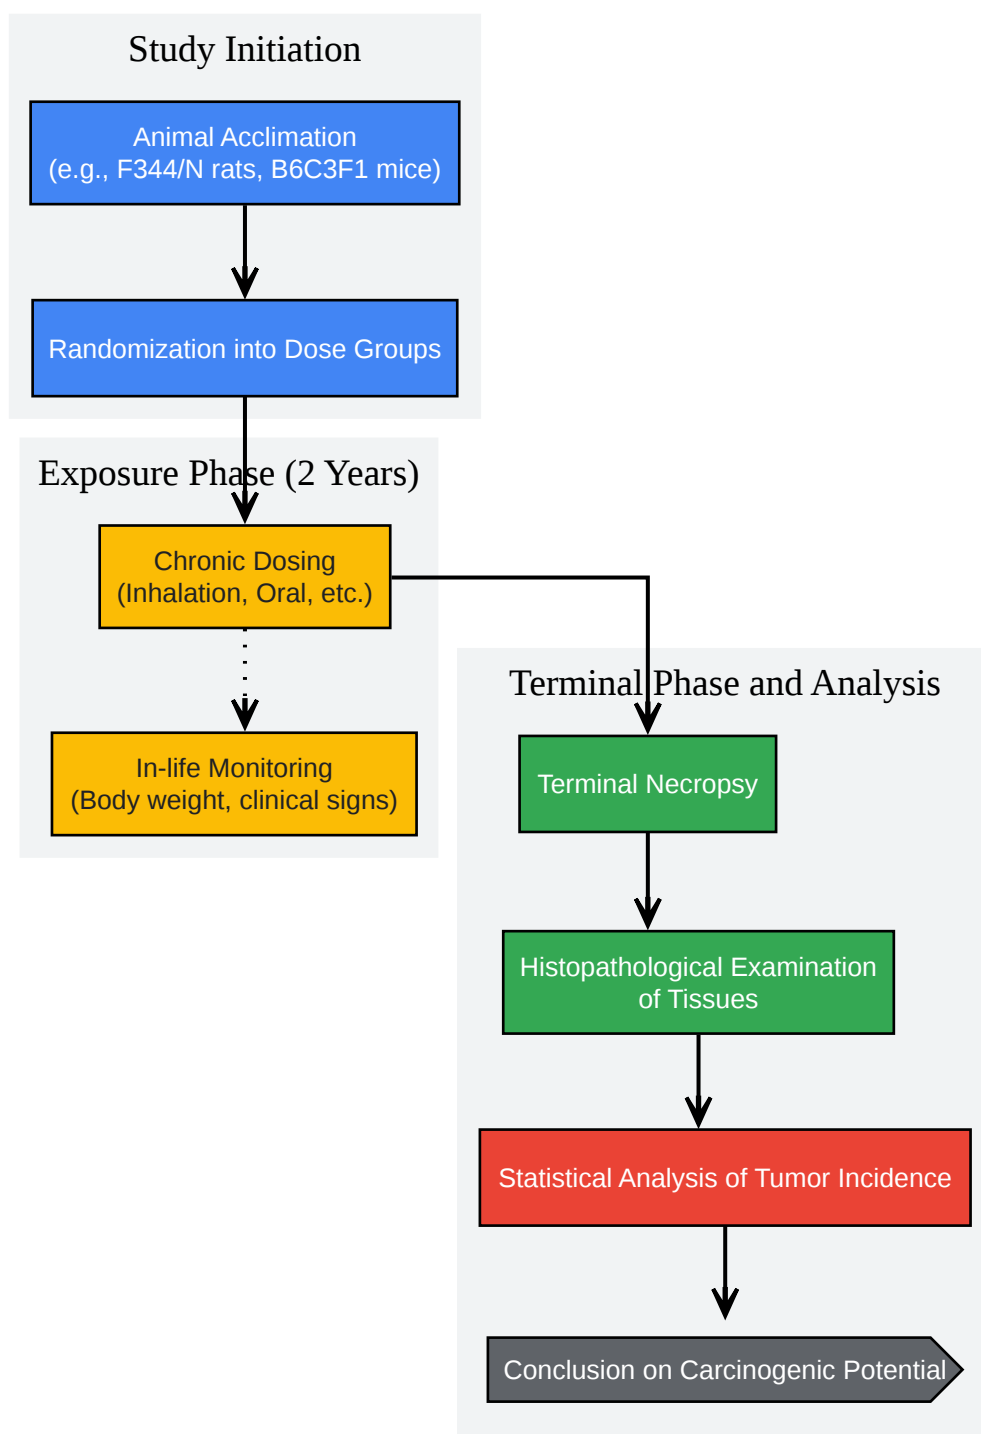 Study Initiation
Animal Acclimation
(e.g., F344/N rats, B6C3F1 mice)
Randomization into Dose Groups
Exposure Phase (2 Years)
Chronic Dosing
(Inhalation, Oral, etc.)
In-life Monitoring
(Body weight, clinical signs)
Terminal Phase and Analysis
Terminal Necropsy
Histopathological Examination
of Tissues
Statistical Analysis of Tumor Incidence
Conclusion on Carcinogenic Potential